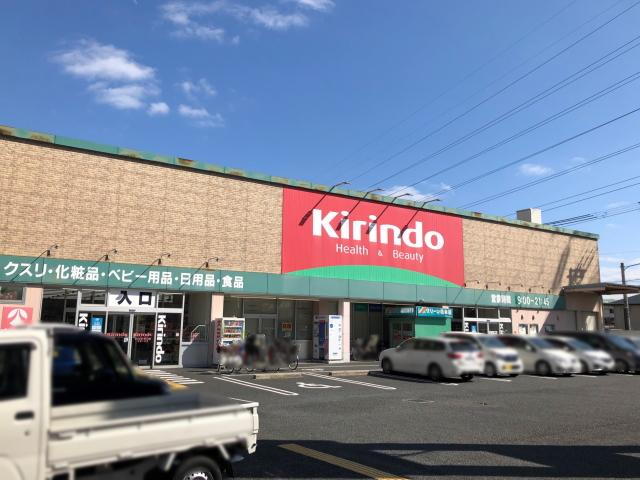 Kirindo
Health & Beauty
クスリ・化粧品・ベビー用品・日用品・食品
営業時間 9:00～21:45
入口
Kirindo
Kirindo